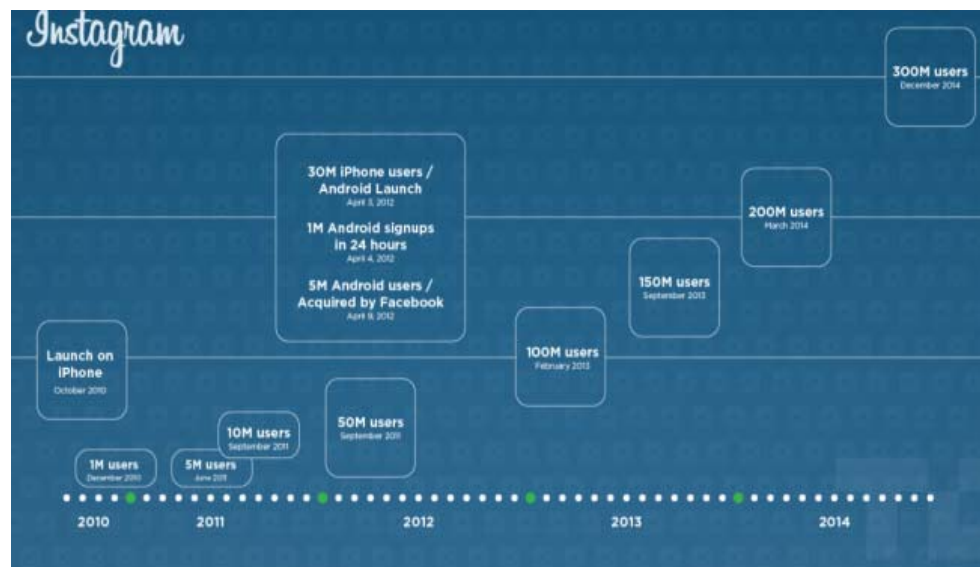 Instagram
300M users
December 2014
30M iPhone users /
Android Launch
April 3, 2012
1M Android signups
in 24 hours
April 4, 2012
5M Android users /
Acquired by Facebook
April 9, 2012
200M users
March 2014
150M users
September 2013
Launch on
iPhone
October 2010
100M users
February 2013
50M users
September 2011
10M users
September 2011
1M users
December 2010
5M users
June 2011
2010
2011
2012
2013
2014